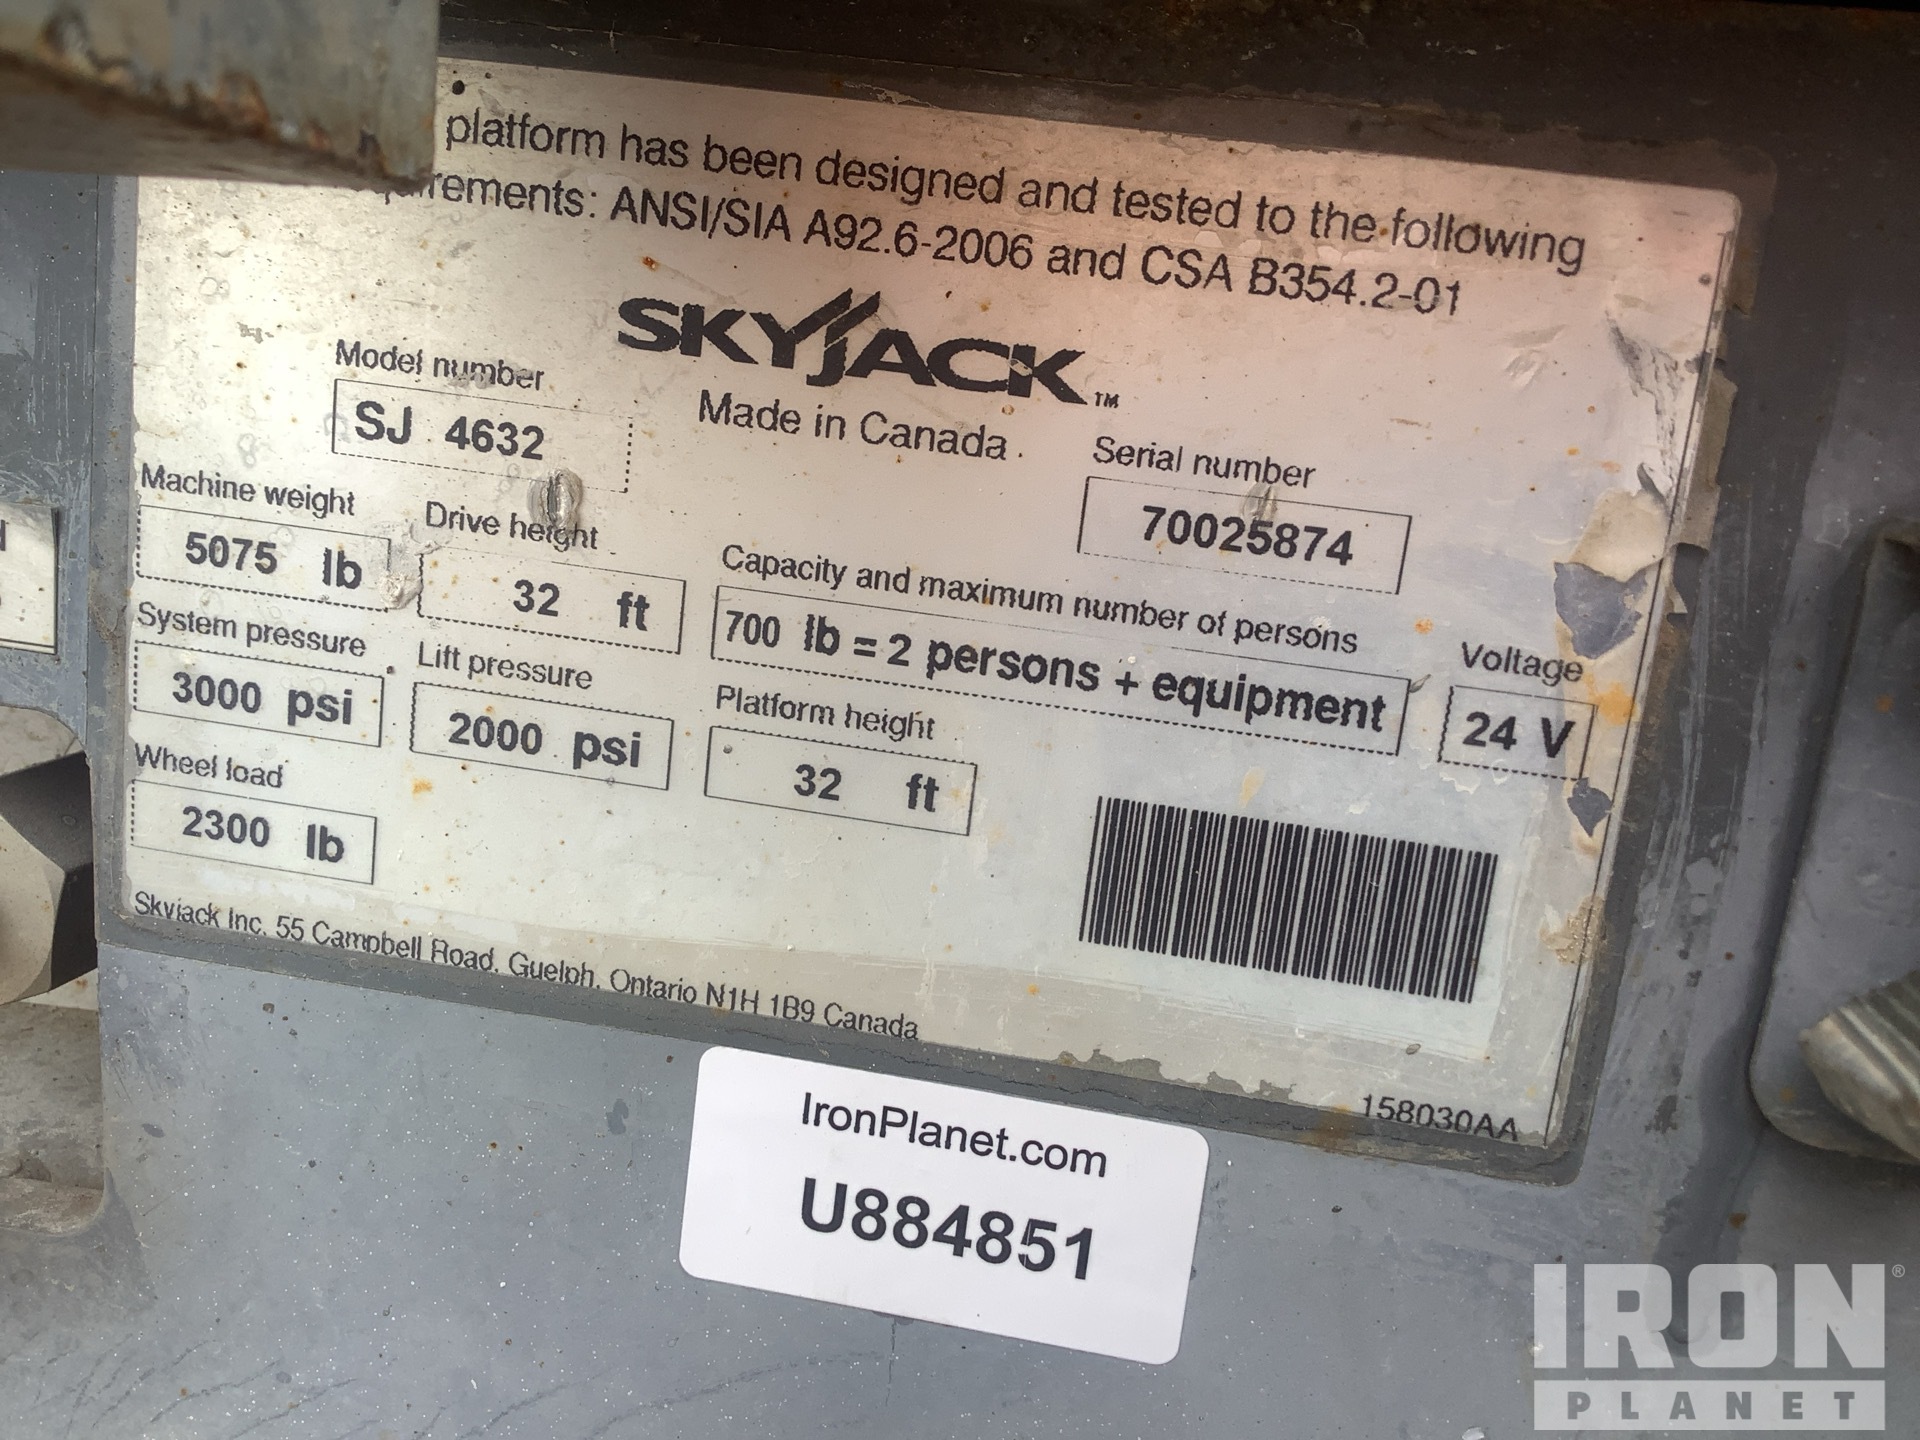 platform has been designed and tested to the following
requirements: ANSI/SIA A92.6-2006 and CSA B354.2-01
SKYJACK™
Made in Canada
Model number
SJ 4632
Serial number
70025874
Machine weight
5075 lb
Drive height
32 ft
Capacity and maximum number of persons
700 lb = 2 persons + equipment
Voltage
24 V
System pressure
3000 psi
Lift pressure
2000 psi
Platform height
32 ft
Wheel load
2300 lb
Skyjack Inc. 55 Campbell Road, Guelph, Ontario N1H 1B9 Canada
158030AA
IronPlanet.com
U884851
IRON®
PLANET